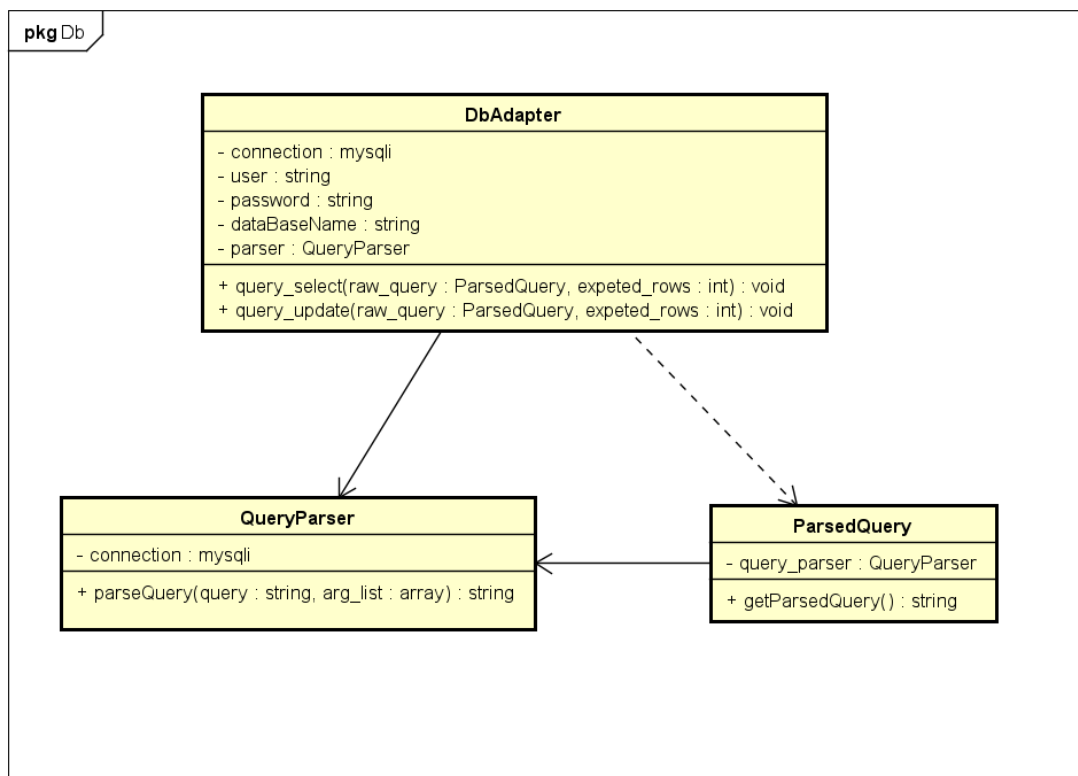 pkg Db
DbAdapter
- connection : mysqli
- user : string
- password : string
- dataBaseName : string
- parser : QueryParser
+ query_select(raw_query : ParsedQuery, expeted_rows : int) : void
+ query_update(raw_query : ParsedQuery, expeted_rows : int) : void
QueryParser
- connection : mysqli
+ parseQuery(query : string, arg_list : array) : string
ParsedQuery
- query_parser : QueryParser
+ getParsedQuery() : string